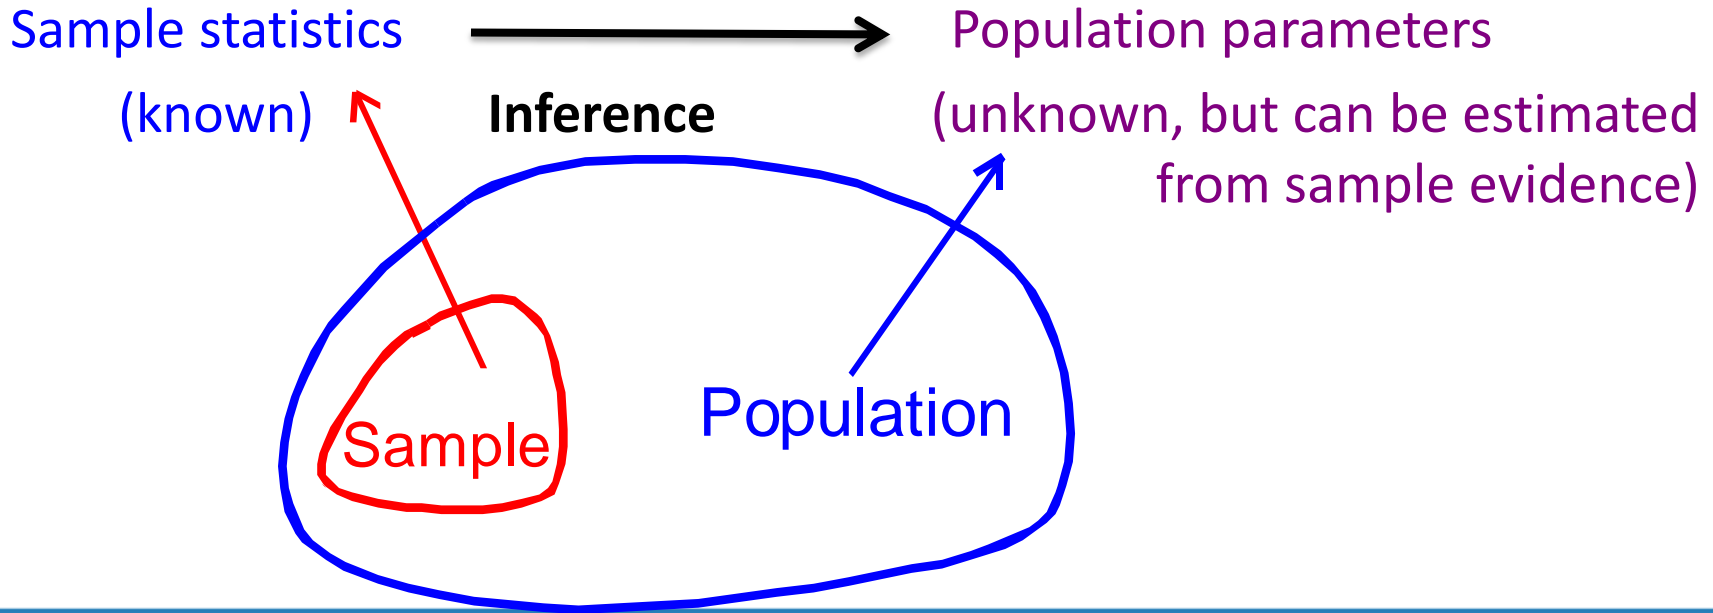 Sample statistics
Population parameters
(known)
Inference
(unknown, but can be estimated
from sample evidence)
Population
Sample